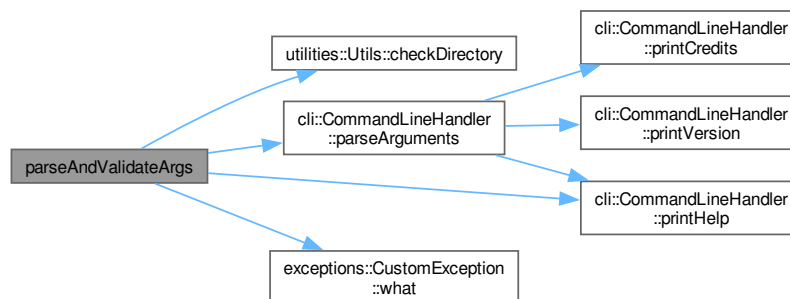 parseAndValidateArgs
utilities::Utils::checkDirectory
cli::CommandLineHandler
::parseArguments
exceptions::CustomException
::what
cli::CommandLineHandler
::printCredits
cli::CommandLineHandler
::printVersion
cli::CommandLineHandler
::printHelp